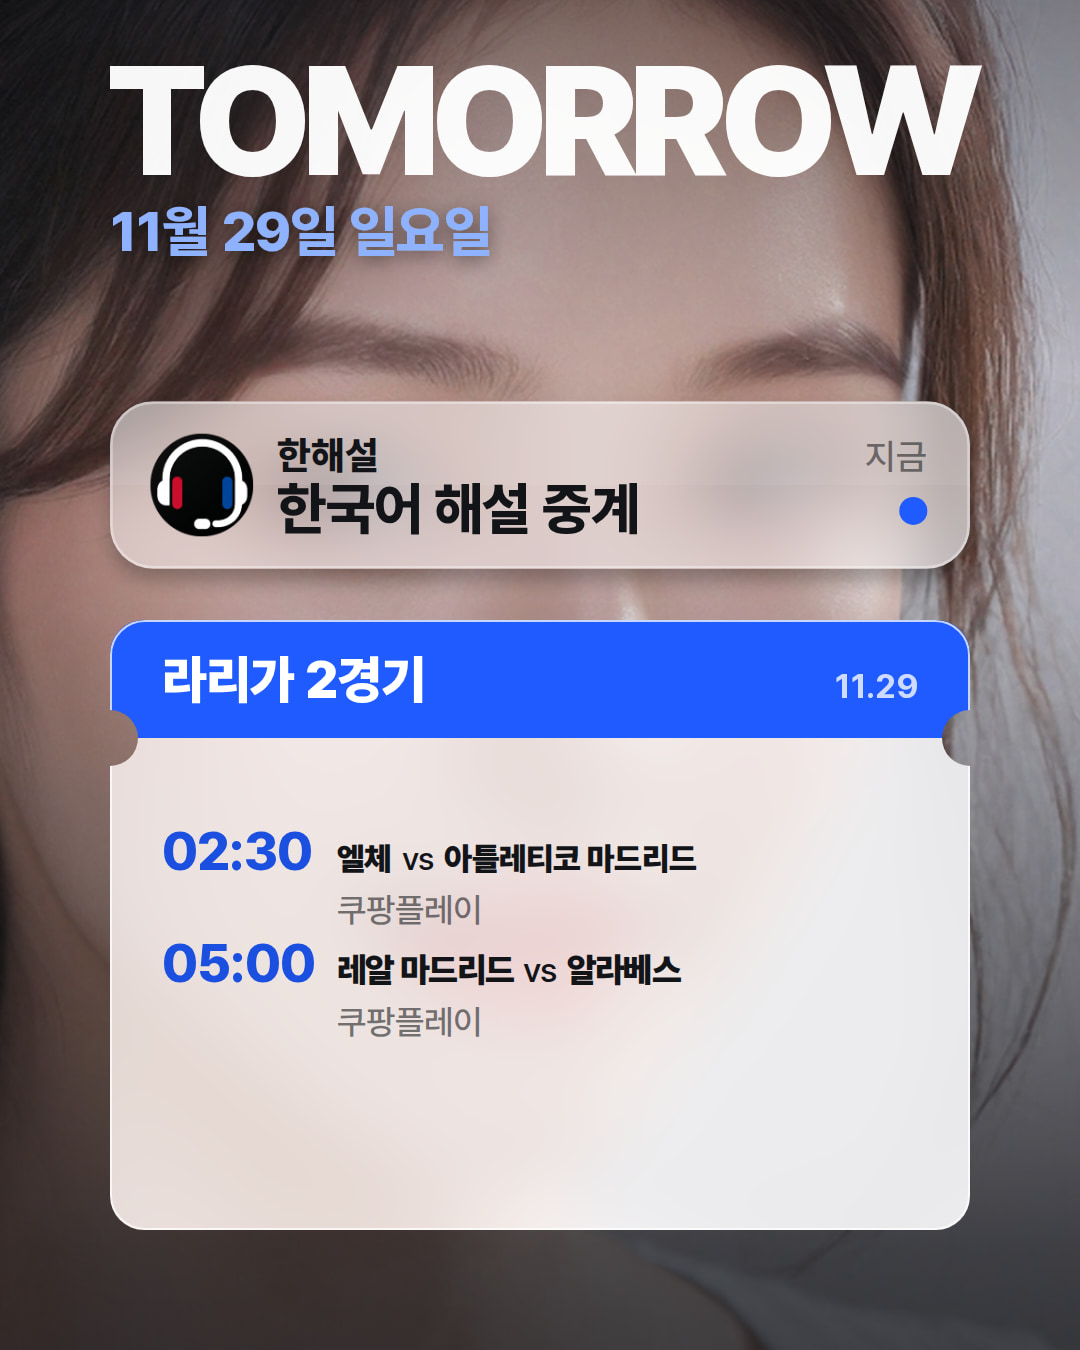 TOMORROW
11월 29일 일요일
한해설
지금
한국어 해설 중계
라리가 2경기
11.29
02:30 엘체 vs 아틀레티코 마드리드
쿠팡플레이
05:00 레알 마드리드 vs 알라베스
쿠팡플레이